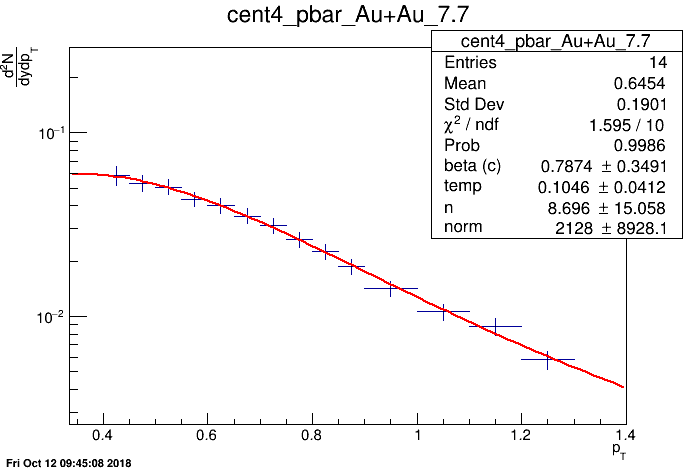 cent4_pbar_Au+Au_7.7
d²N
dydp_T
cent4_pbar_Au+Au_7.7
Entries 14
Mean 0.6454
Std Dev 0.1901
χ² / ndf 1.595 / 10
Prob 0.9986
beta (c) 0.7874 ± 0.3491
temp 0.1046 ± 0.0412
n 8.696 ± 15.058
norm 2128 ± 8928.1
10⁻¹
10⁻²
0.4 0.6 0.8 1 1.2 1.4
p_T
Fri Oct 12 09:45:08 2018